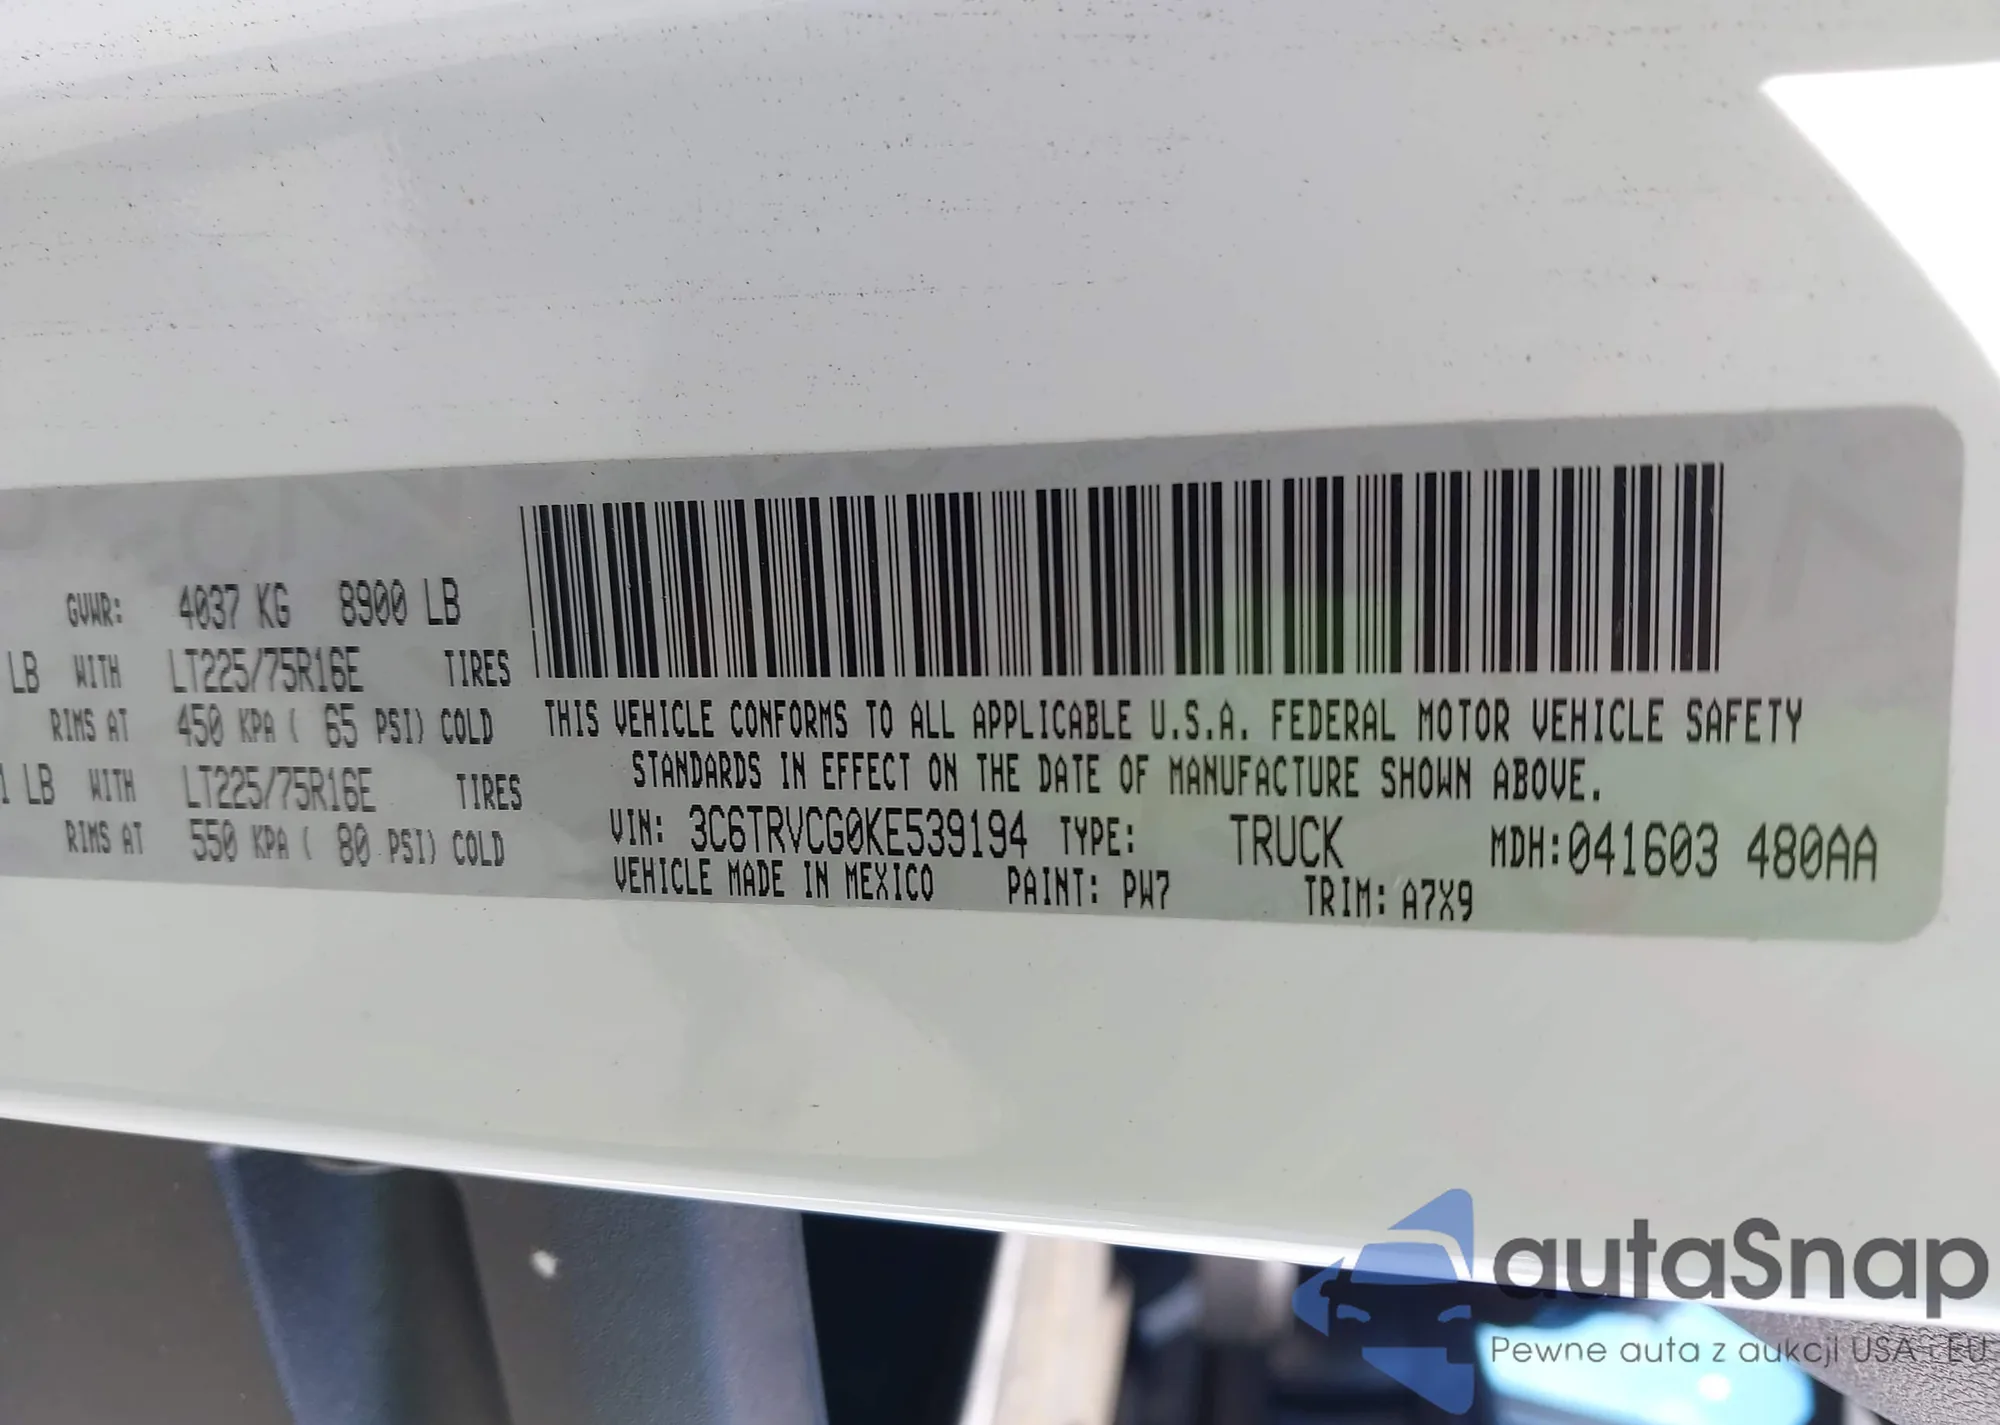 GVWR: 4037 KG 8900 LB
LB WITH LT225/75R16E TIRES
RIMS AT 450 KPA ( 65 PSI) COLD
1 LB WITH LT225/75R16E TIRES
RIMS AT 550 KPA ( 80 PSI) COLD
THIS VEHICLE CONFORMS TO ALL APPLICABLE U.S.A. FEDERAL MOTOR VEHICLE SAFETY
STANDARDS IN EFFECT ON THE DATE OF MANUFACTURE SHOWN ABOVE.
VIN: 3C6TRVCG0KE539194 TYPE: TRUCK MDH:041603 480AA
VEHICLE MADE IN MEXICO PAINT: PW7 TRIM: A7X9
autaSnap
Pewne auta z aukcji USA i EU